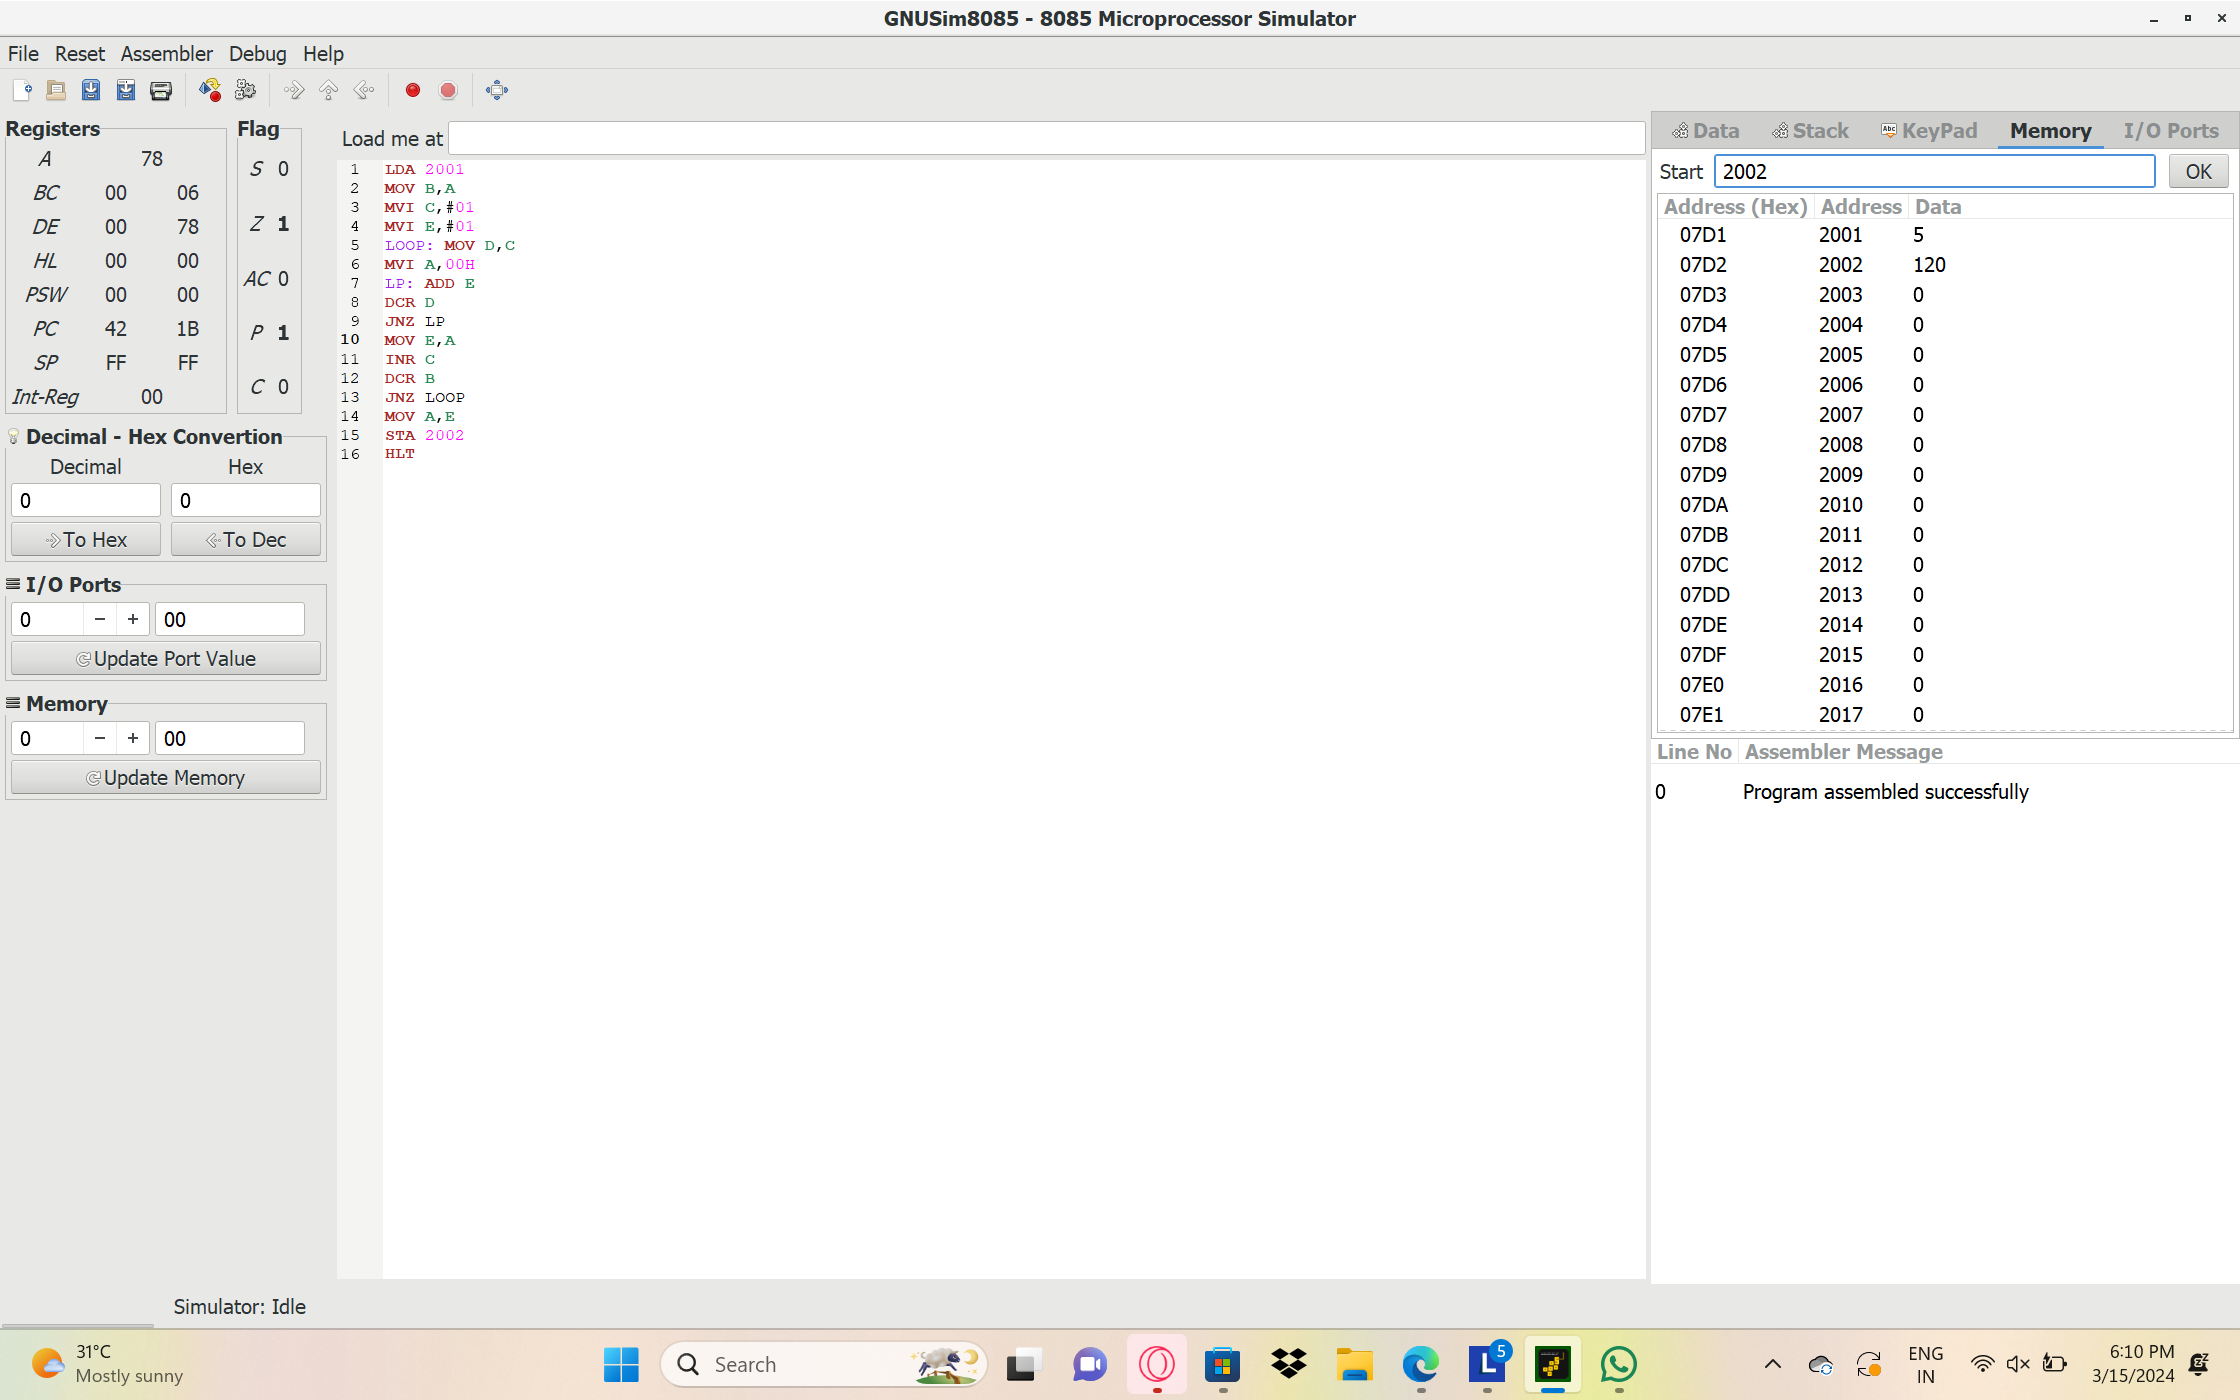 GNUSim8085 - 8085 Microprocessor Simulator
File Reset Assembler Debug Help
Registers
A 78
BC 00 06
DE 00 78
HL 00 00
PSW 00 00
PC 42 1B
SP FF FF
Int-Reg 00
Flag
S 0
Z 1
AC 0
P 1
C 0
Decimal - Hex Convertion
Decimal Hex
0 0
To Hex To Dec
I/O Ports
0 − + 00
Update Port Value
Memory
0 − + 00
Update Memory
Load me at
1 LDA 2001
2 MOV B,A
3 MVI C,#01
4 MVI E,#01
5 LOOP: MOV D,C
6 MVI A,00H
7 LP: ADD E
8 DCR D
9 JNZ LP
10 MOV E,A
11 INR C
12 DCR B
13 JNZ LOOP
14 MOV A,E
15 STA 2002
16 HLT
Data Stack Abc KeyPad Memory I/O Ports
Start 2002 OK
Address (Hex) Address Data
07D1 2001 5
07D2 2002 120
07D3 2003 0
07D4 2004 0
07D5 2005 0
07D6 2006 0
07D7 2007 0
07D8 2008 0
07D9 2009 0
07DA 2010 0
07DB 2011 0
07DC 2012 0
07DD 2013 0
07DE 2014 0
07DF 2015 0
07E0 2016 0
07E1 2017 0
Line No Assembler Message
0 Program assembled successfully
Simulator: Idle
31°C
Mostly sunny
Search
L 5
ENG
IN
6:10 PM
3/15/2024